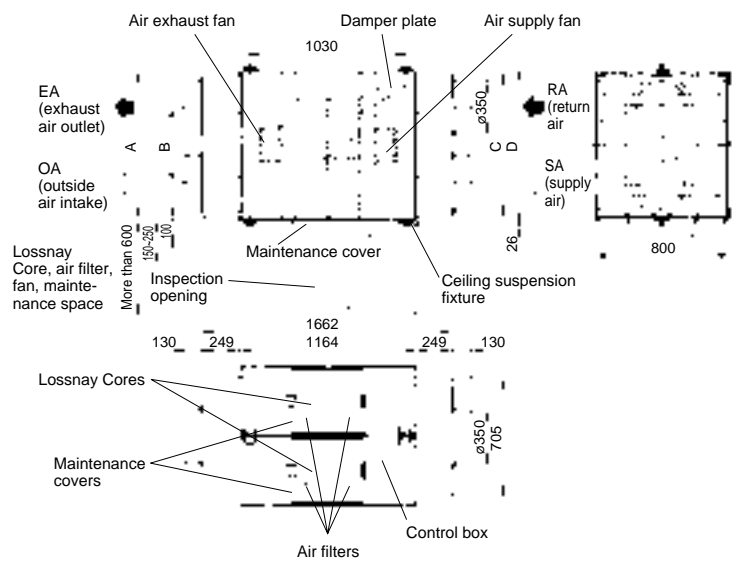 Air exhaust fan
Damper plate
Air supply fan
1030
EA
(exhaust
air outlet)
OA
(outside
air intake)
A
B
ø350
C
D
RA
(return
air
SA
(supply
air)
More than 600
150~250
100
26
800
Lossnay
Core, air filter,
fan, mainte-
nance space
Maintenance cover
Inspection
opening
Ceiling suspension
fixture
1662
130
249
1164
249
130
Lossnay Cores
Maintenance
covers
ø350
705
Control box
Air filters